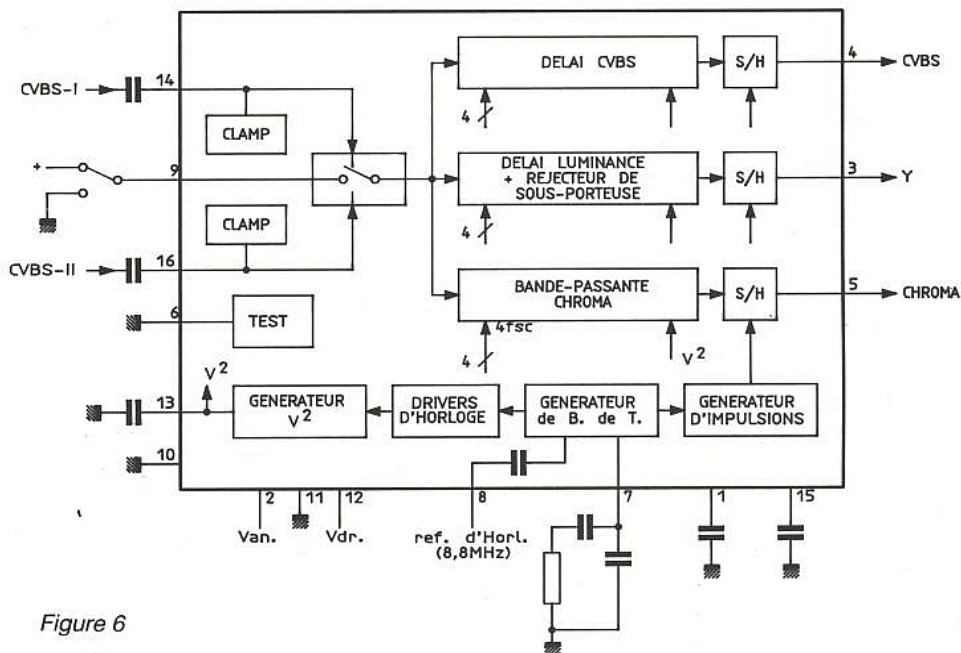 CVBS-I
14
CLAMP
+
9
CLAMP
CVBS-II
16
6
TEST
DELAI CVBS
4
S/H
4
CVBS
DELAI LUMINANCE
+ REJECTEUR DE
SOUS-PORTEUSE
4
S/H
3
Y
BANDE-PASSANTE
CHROMA
4fsc
4
V²
S/H
5
CHROMA
V²
13
GENERATEUR
V²
DRIVERS
D'HORLOGE
GENERATEUR
de B. de T.
GENERATEUR
D'IMPULSIONS
10
2
11
12
8
7
1
15
Van.
Vdr.
ref. d'Horl.
(8,8MHz)
Figure 6